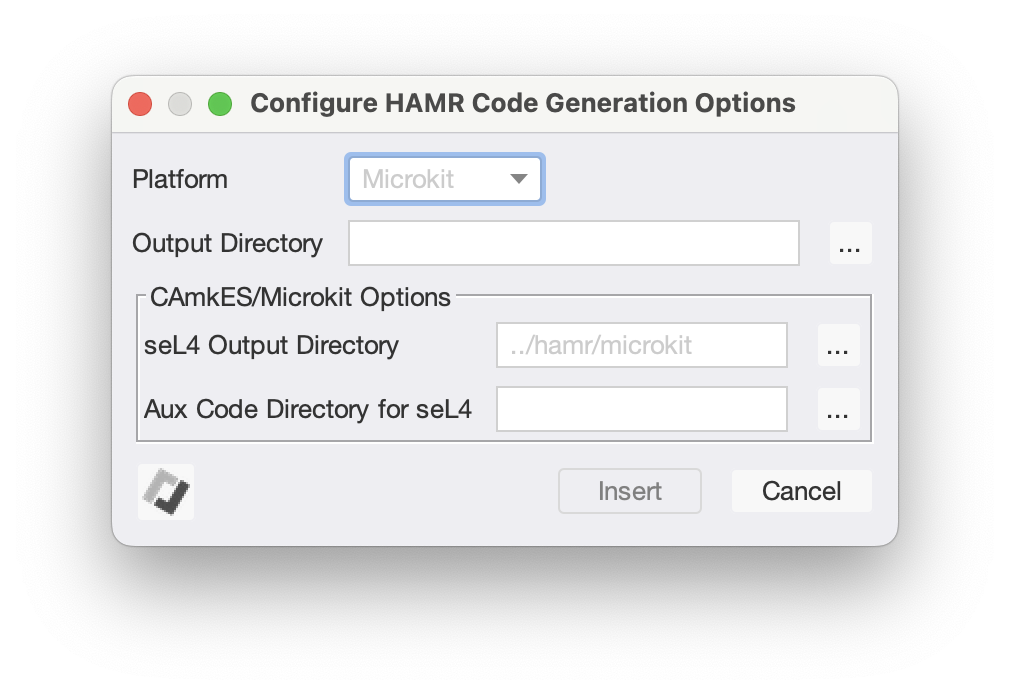 Configure HAMR Code Generation Options
Platform
Microkit
Output Directory
...
CAmkES/Microkit Options
seL4 Output Directory
../hamr/microkit
...
Aux Code Directory for seL4
...
Insert
Cancel